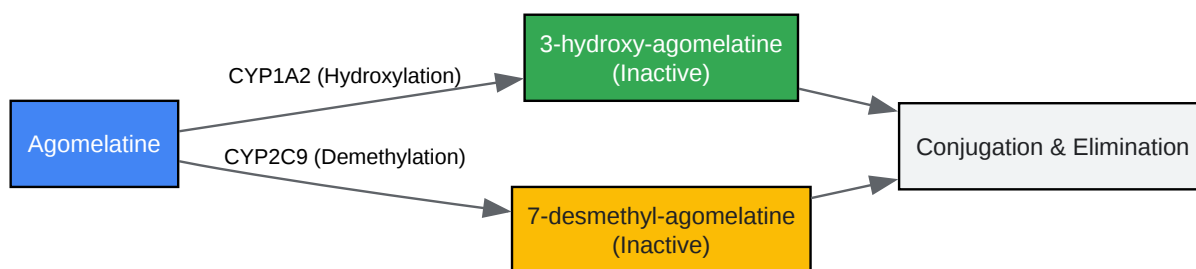 Agomelatine
CYP1A2 (Hydroxylation)
CYP2C9 (Demethylation)
3-hydroxy-agomelatine
(Inactive)
7-desmethyl-agomelatine
(Inactive)
Conjugation & Elimination